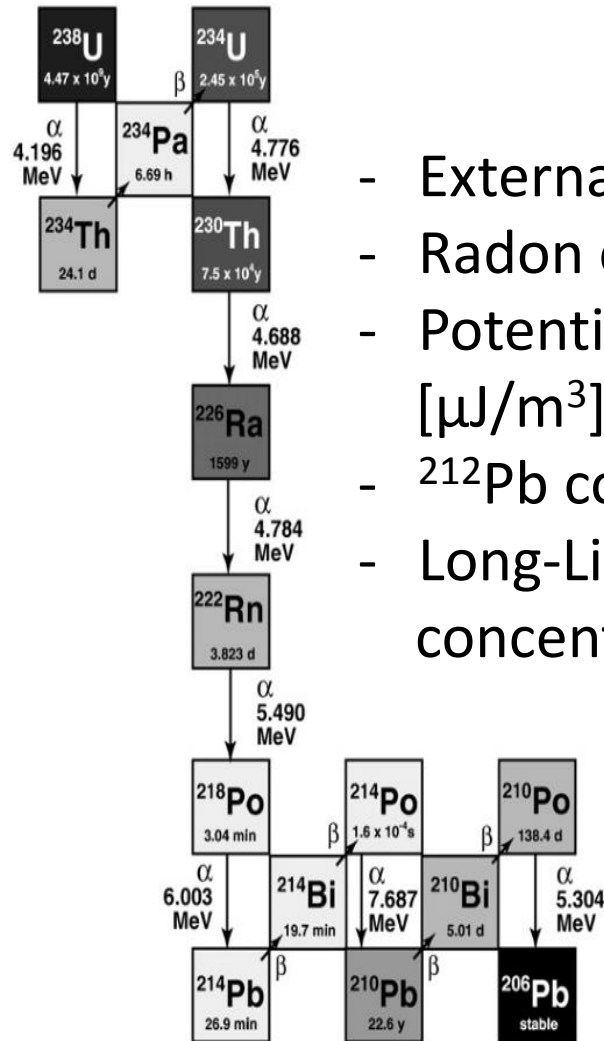 ²³⁸U
4.47 x 10⁹y
²³⁴U
2.45 x 10⁵y
β
α
4.196
MeV
²³⁴Pa
6.69 h
α
4.776
MeV
²³⁴Th
24.1 d
²³⁰Th
7.5 x 10⁴y
α
4.688
MeV
²²⁶Ra
1599 y
α
4.784
MeV
²²²Rn
3.823 d
α
5.490
MeV
²¹⁸Po
3.04 min
²¹⁴Po
1.6 x 10⁻⁴s
²¹⁰Po
138.4 d
β
β
α
6.003
MeV
²¹⁴Bi
19.7 min
α
7.687
MeV
²¹⁰Bi
5.01 d
α
5.304
MeV
β
β
²¹⁴Pb
26.9 min
²¹⁰Pb
22.6 y
²⁰⁶Pb
stable
- Externa
- Radon c
- Potenti
[µJ/m³]
- ²¹²Pb co
- Long-Li
concent